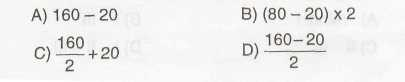 A) 160 – 20 B) (80 – 20) x 2
C) 160/2 + 20 D) 160–20/2